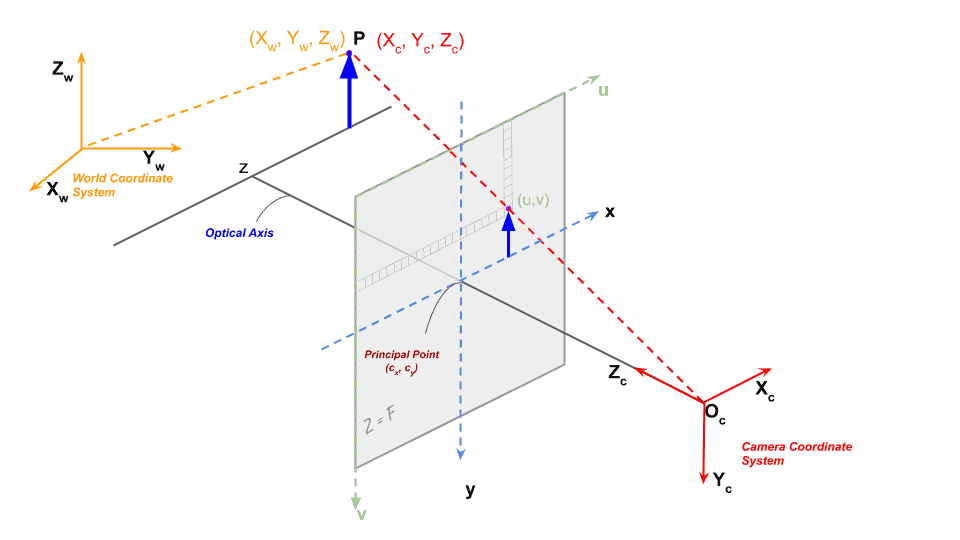 (Xw, Yw, Zw) P (Xc, Yc, Zc)
Zw
u
Yw
Z
Xw
World Coordinate
System
(u,v)
x
Optical Axis
Principal Point
(cx, cy)
Zc
Xc
Oc
Z = F
Camera Coordinate
System
Yc
y
v